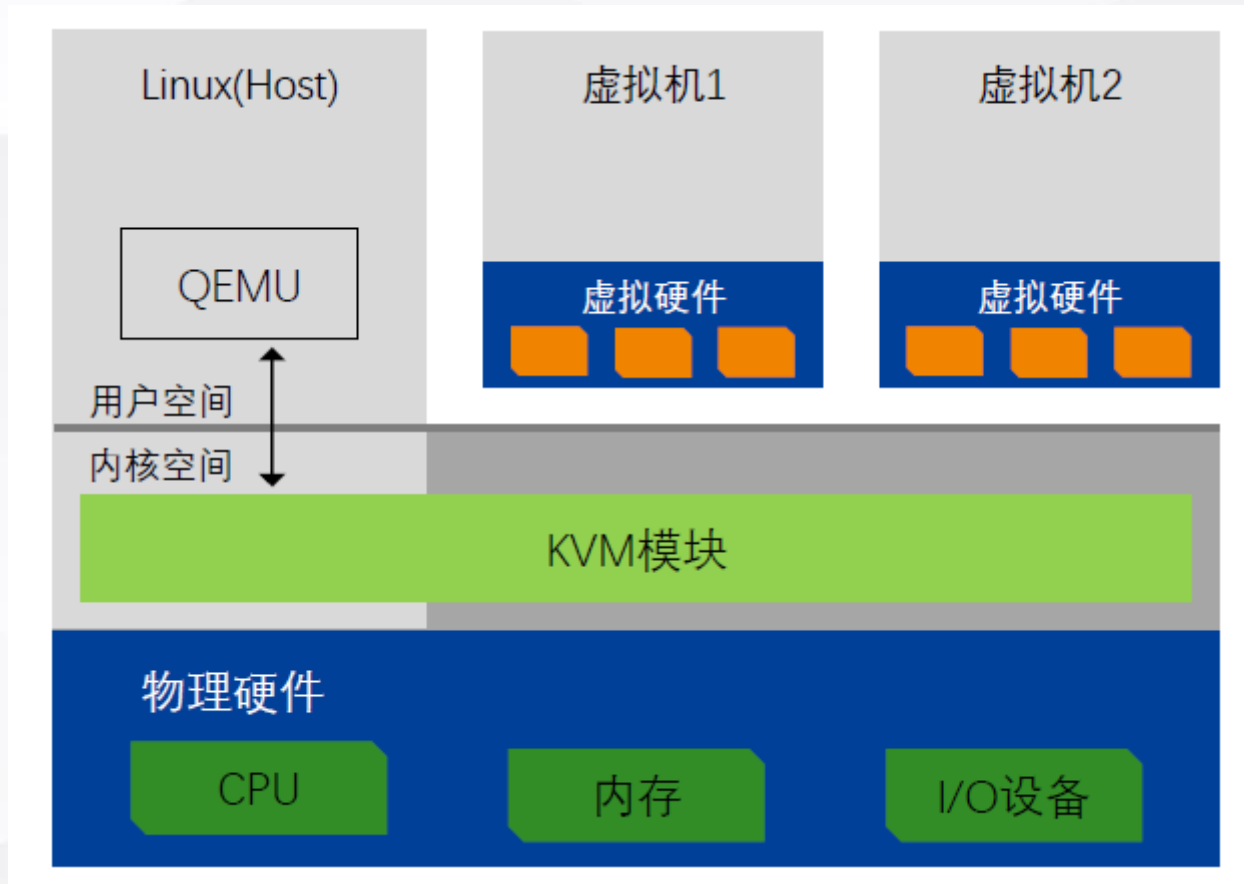 Linux(Host)
虚拟机1
虚拟机2
QEMU
虚拟硬件
虚拟硬件
用户空间
内核空间
KVM模块
物理硬件
CPU
内存
I/O设备